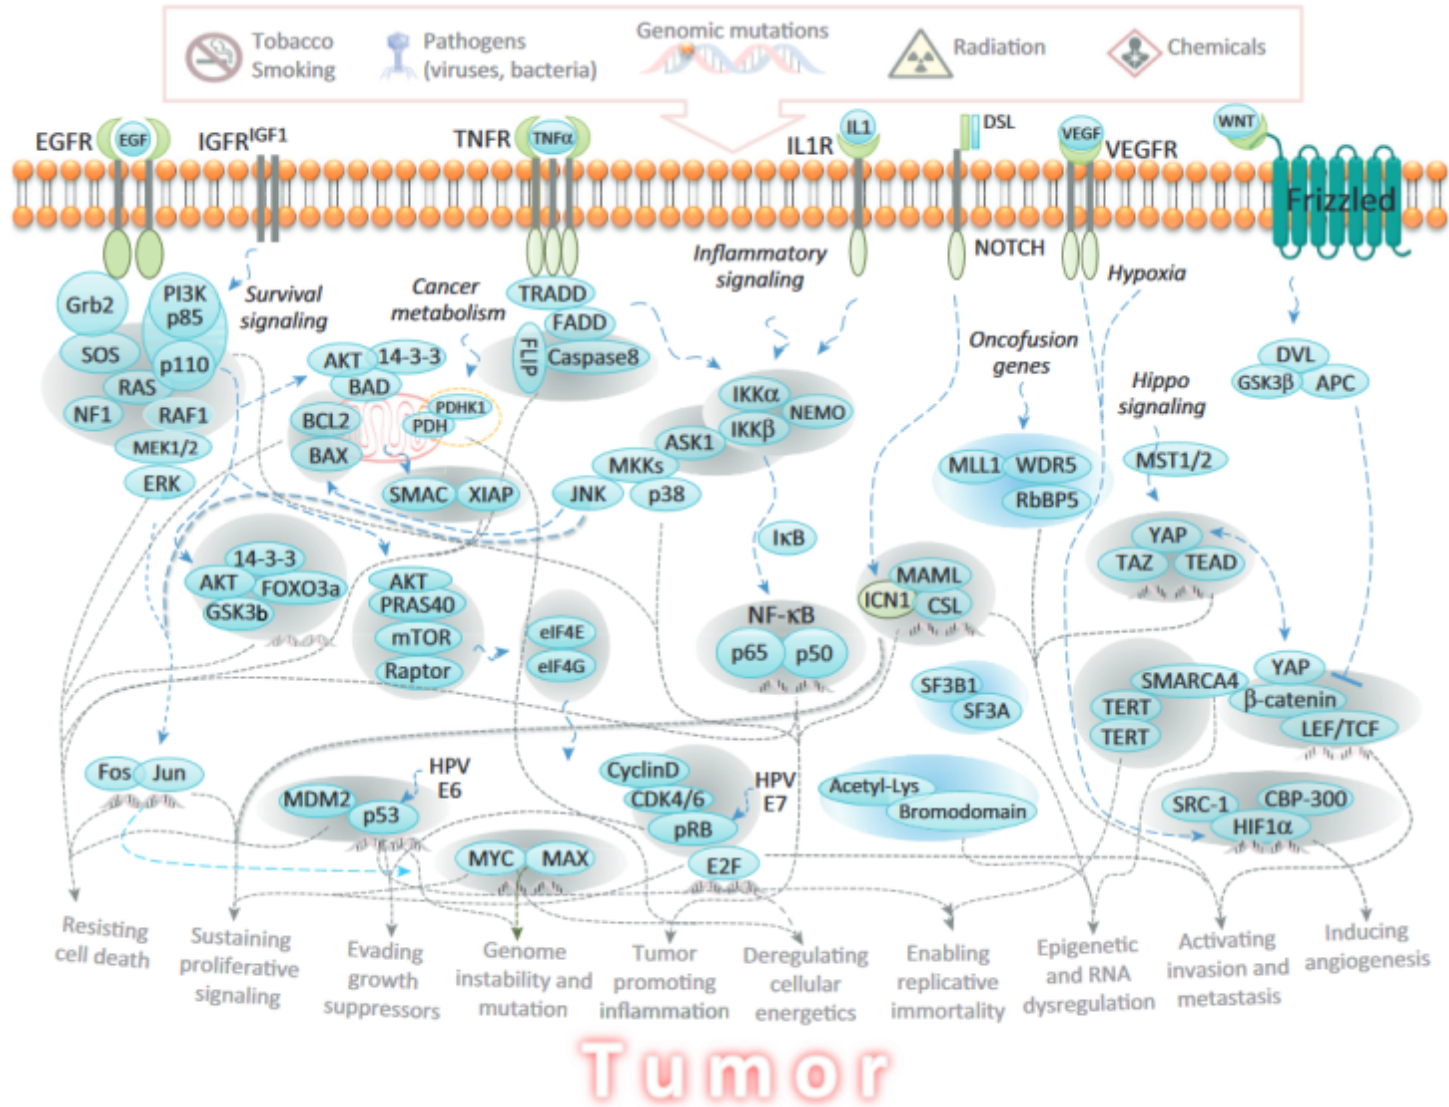 Tobacco
Smoking
Pathogens
(viruses, bacteria)
Genomic mutations
Radiation
Chemicals
EGFR
EGF
IGFR
IGF1
TNFR
TNFα
IL1R
IL1
DSL
NOTCH
VEGF
VEGFR
WNT
Frizzled
Grb2
PI3K
p85
SOS
p110
RAS
NF1
RAF1
MEK1/2
ERK
Survival
signaling
Cancer
metabolism
Inflammatory
signaling
Hypoxia
Oncofusion
genes
Hippo
signaling
TRADD
FADD
FLIP
Caspase8
AKT
14-3-3
BAD
BCL2
BAX
PDHK1
PDH
SMAC
XIAP
IKKα
IKKβ
NEMO
ASK1
MKKs
JNK
p38
IκB
MLL1
WDR5
RbBP5
DVL
GSK3β
APC
MST1/2
YAP
TAZ
TEAD
14-3-3
AKT
FOXO3a
GSK3b
AKT
PRAS40
mTOR
Raptor
eIF4E
eIF4G
NF-κB
p65
p50
MAML
ICN1
CSL
SF3B1
SF3A
SMARCA4
TERT
TERT
YAP
β-catenin
LEF/TCF
Fos
Jun
MDM2
p53
HPV
E6
CyclinD
CDK4/6
pRB
HPV
E7
E2F
MYC
MAX
Acetyl-Lys
Bromodomain
SRC-1
CBP-300
HIF1α
Resisting
cell death
Sustaining
proliferative
signaling
Evading
growth
suppressors
Genome
instability and
mutation
Tumor
promoting
inflammation
Deregulating
cellular
energetics
Enabling
replicative
immortality
Epigenetic
and RNA
dysregulation
Activating
invasion and
metastasis
Inducing
angiogenesis
Tumor